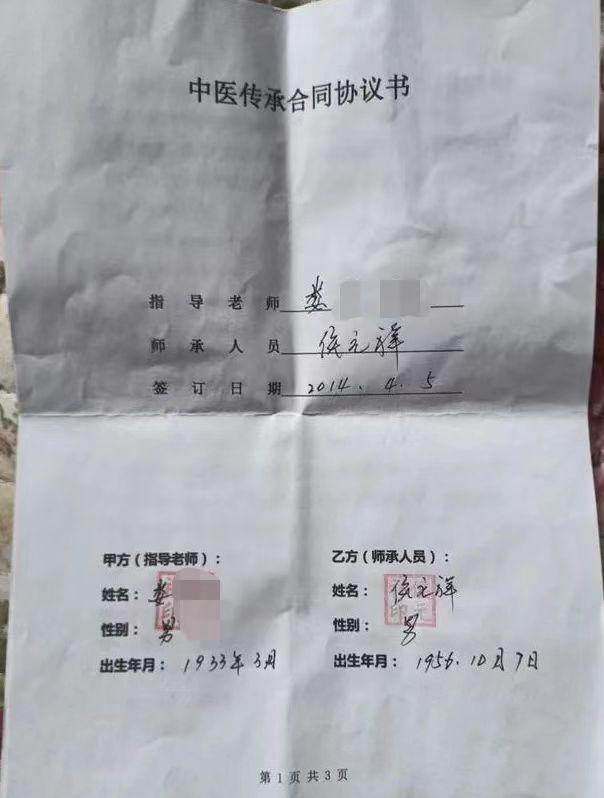 中医传承合同协议书
指导老师 娄
师承人员 侯元祥
签订日期 2014.4.5
甲方（指导老师）： 乙方（师承人员）：
姓名：娄 姓名：侯元祥
性别：男 性别：男
出生年月：1933年3月 出生年月：1956.10月7日
第1页共3页